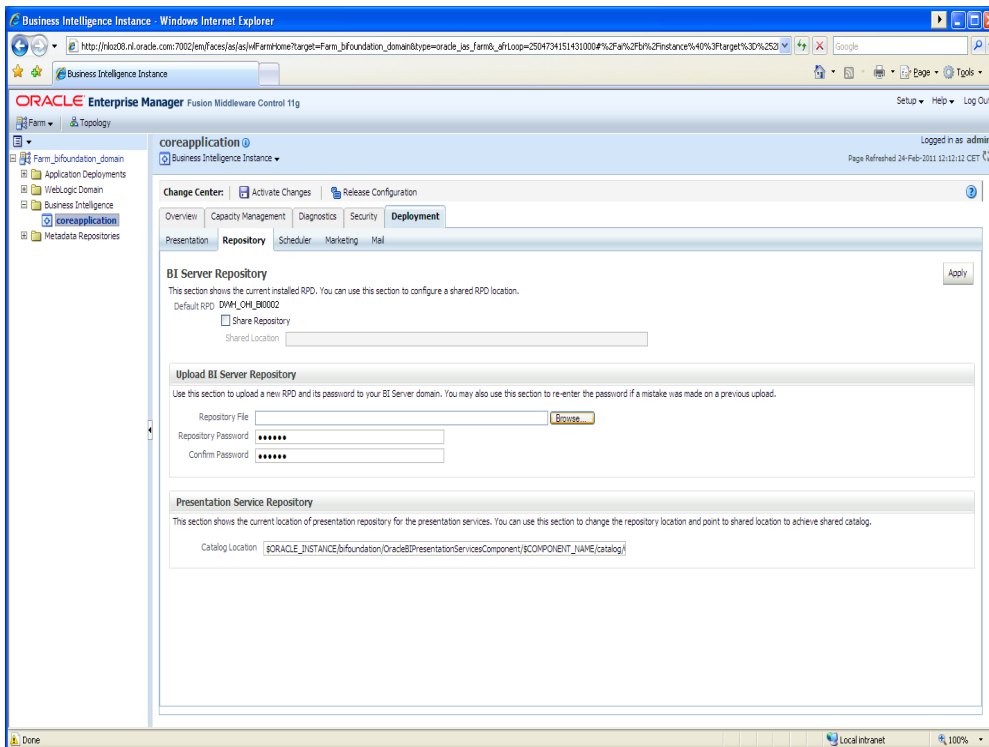 Business Intelligence Instance - Windows Internet Explorer
http://nloz08.nl.oracle.com:7002/em/faces/as/as/wlFarmHome?target=Farm_bifoundation_domain&type=oracle_ias_farm&_afrLoop=2504734151431000#%2Fai%2Fbi%2Finstance%40%3Ftarget%3D%252 Google
Business Intelligence Instance Page Tools
ORACLE Enterprise Manager Fusion Middleware Control 11g Setup Help Log Out
Farm Topology
coreapplication Logged in as admin
Business Intelligence Instance Page Refreshed 24-Feb-2011 12:12:12 CET
Farm_bifoundation_domain
Application Deployments
WebLogic Domain
Business Intelligence
coreapplication
Metadata Repositories
Change Center: Activate Changes Release Configuration
Overview Capacity Management Diagnostics Security Deployment
Presentation Repository Scheduler Marketing Mail
BI Server Repository Apply
This section shows the current installed RPD. You can use this section to configure a shared RPD location.
Default RPD DWH_OHI_BI0002
Share Repository
Shared Location
Upload BI Server Repository
Use this section to upload a new RPD and its password to your BI Server domain. You may also use this section to re-enter the password if a mistake was made on a previous upload.
Repository File Browse...
Repository Password ••••••
Confirm Password ••••••
Presentation Service Repository
This section shows the current location of presentation repository for the presentation services. You can use this section to change the repository location and point to shared location to achieve shared catalog.
Catalog Location $ORACLE_INSTANCE/bifoundation/OracleBIPresentationServicesComponent/$COMPONENT_NAME/catalog/
Done Local intranet 100%